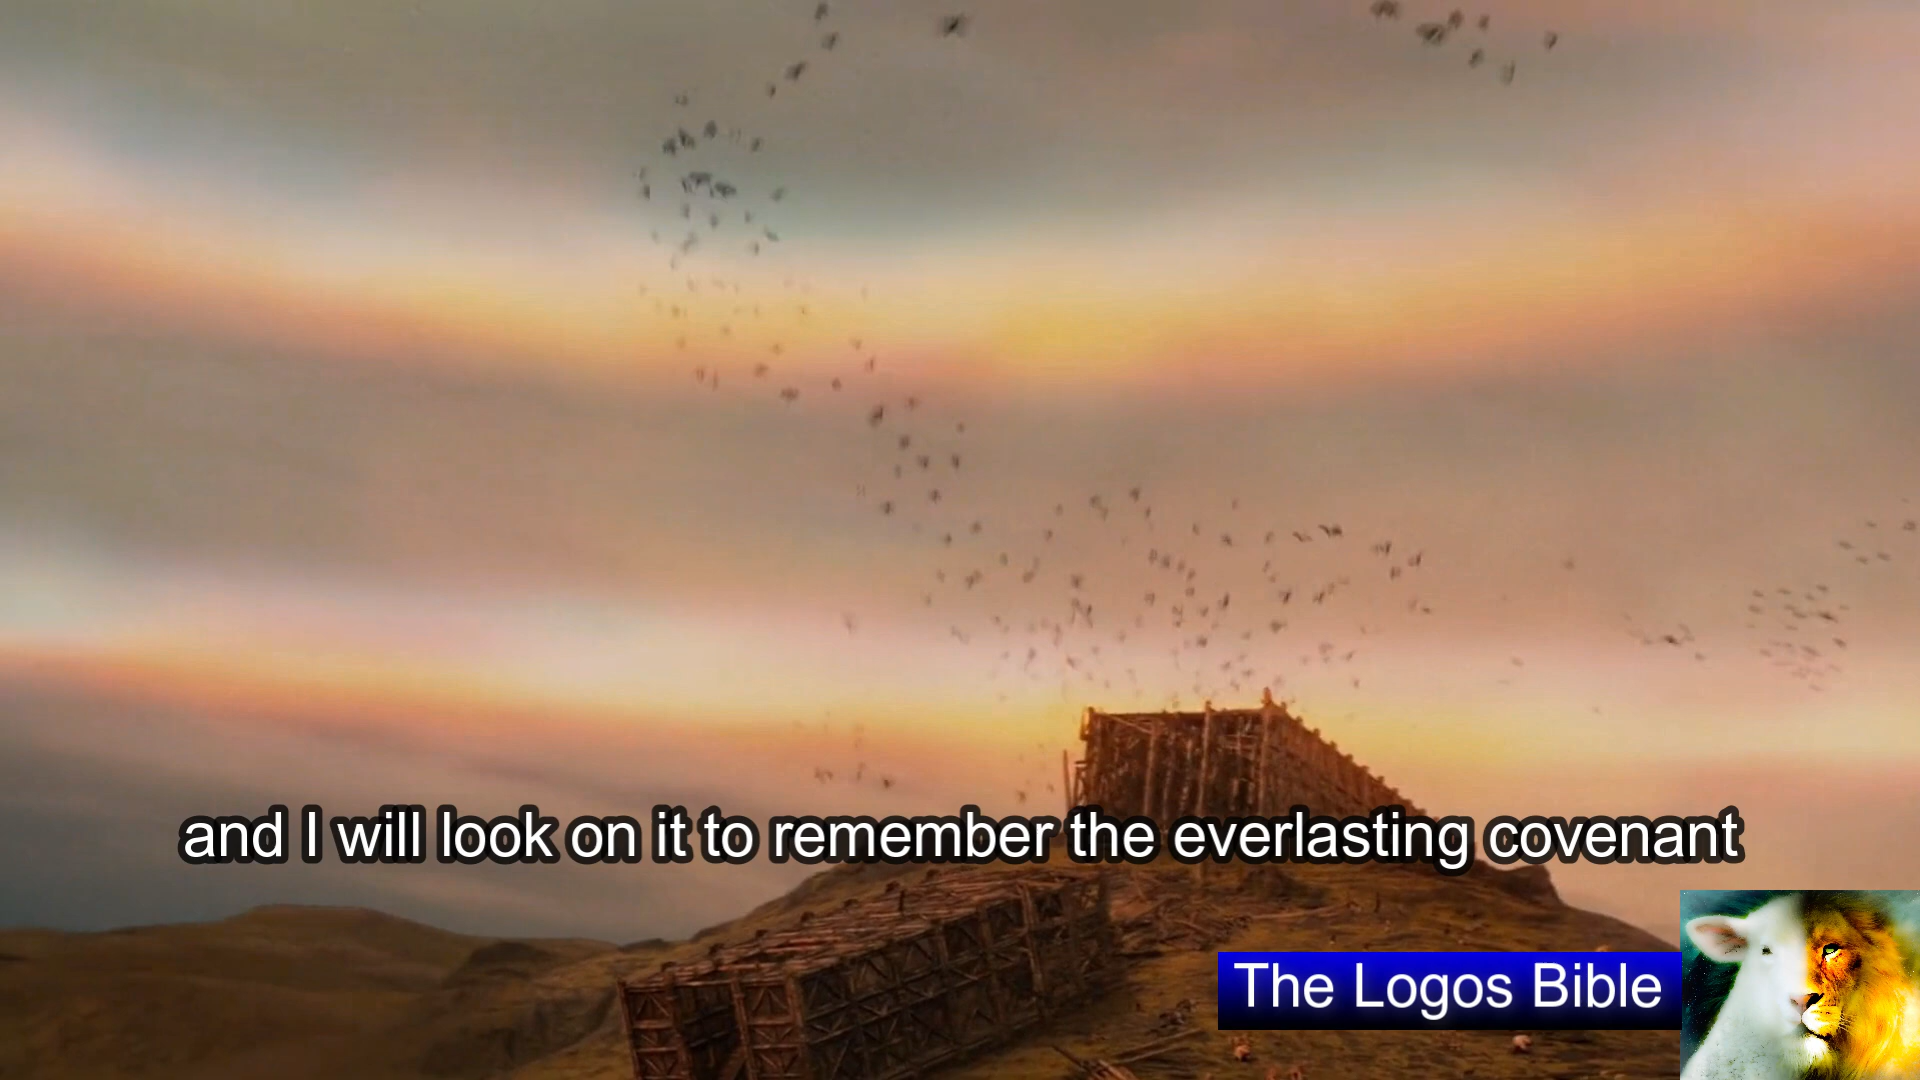 and I will look on it to remember the everlasting covenant
The Logos Bible